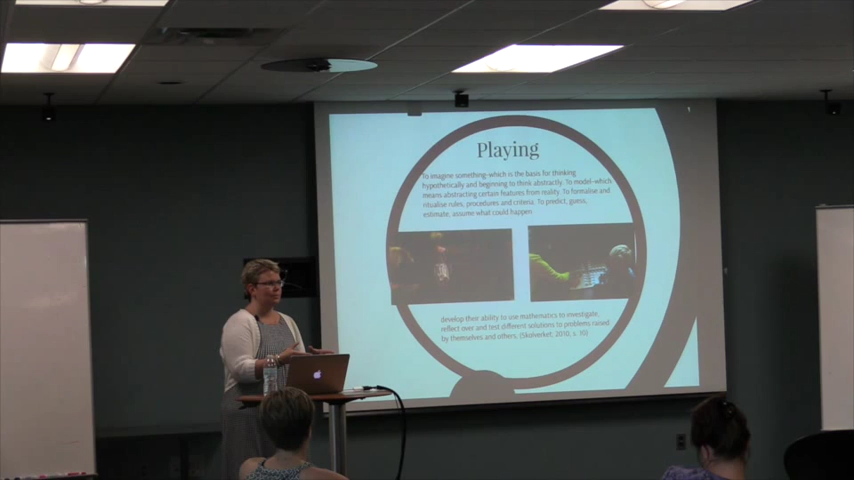 Playing
To imagine something-which is the basis for thinking
hypothetically and beginning to think abstractly. To model-which
means abstracting certain features from reality. To formalise and
ritualise rules, procedures and criteria. To predict, guess,
estimate, assume what could happen
develop their ability to use mathematics to investigate,
reflect over and test different solutions to problems raised
by themselves and others. (Skolverket, 2010, s. 10)